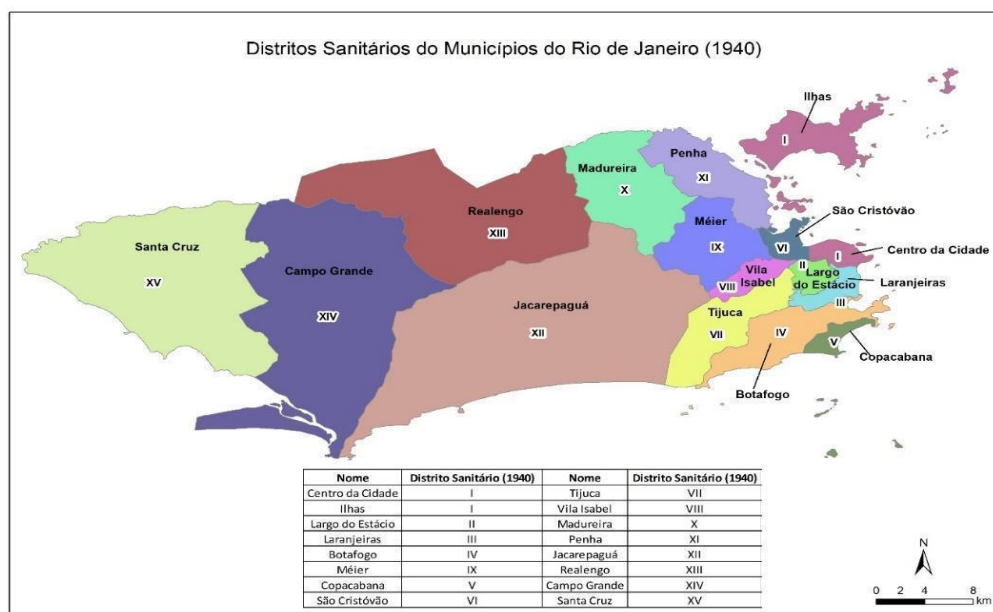 Distritos Sanitários do Municípios do Rio de Janeiro (1940)
Ilhas
I
Penha
XI
Madureira
X
Realengo
XIII
Méier
IX
São Cristóvão
VI
Santa Cruz
XV
Campo Grande
XIV
Centro da Cidade
I
II
Largo
do Estácio
Laranjeiras
III
Vila
Isabel
VIII
Jacarepaguá
XII
Tijuca
VII
IV
V
Copacabana
Botafogo
Nome Distrito Sanitário (1940) Nome Distrito Sanitário (1940)
Centro da Cidade I Tijuca VII
Ilhas I Vila Isabel VIII
Largo do Estácio II Madureira X
Laranjeiras III Penha XI
Botafogo IV Jacarepaguá XII
Méier IX Realengo XIII
Copacabana V Campo Grande XIV
São Cristóvão VI Santa Cruz XV
N
0 2 4 8
km